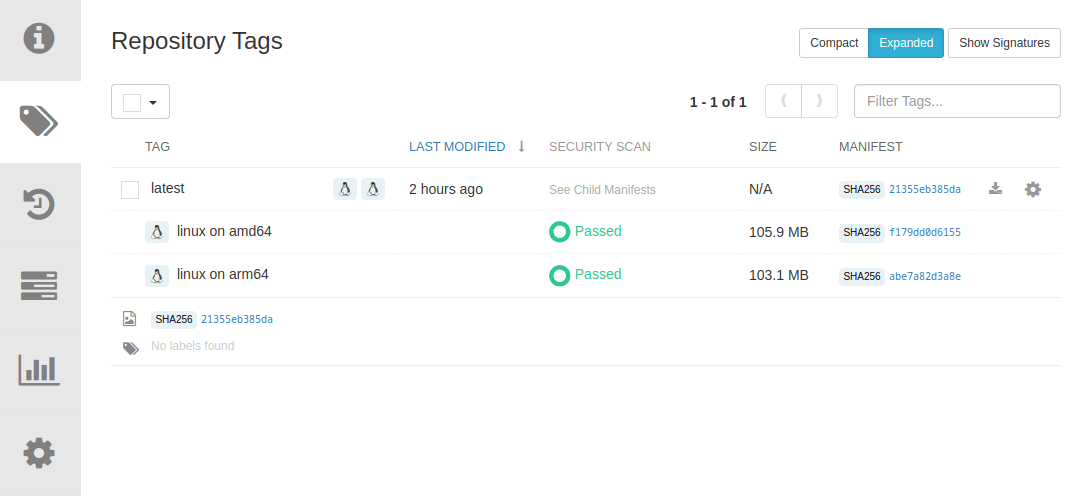 Repository Tags
Compact Expanded Show Signatures
1 - 1 of 1 Filter Tags...
TAG LAST MODIFIED SECURITY SCAN SIZE MANIFEST
latest 2 hours ago See Child Manifests N/A SHA256 21355eb385da
linux on amd64 Passed 105.9 MB SHA256 f179dd0d6155
linux on arm64 Passed 103.1 MB SHA256 abe7a82d3a8e
SHA256 21355eb385da
No labels found